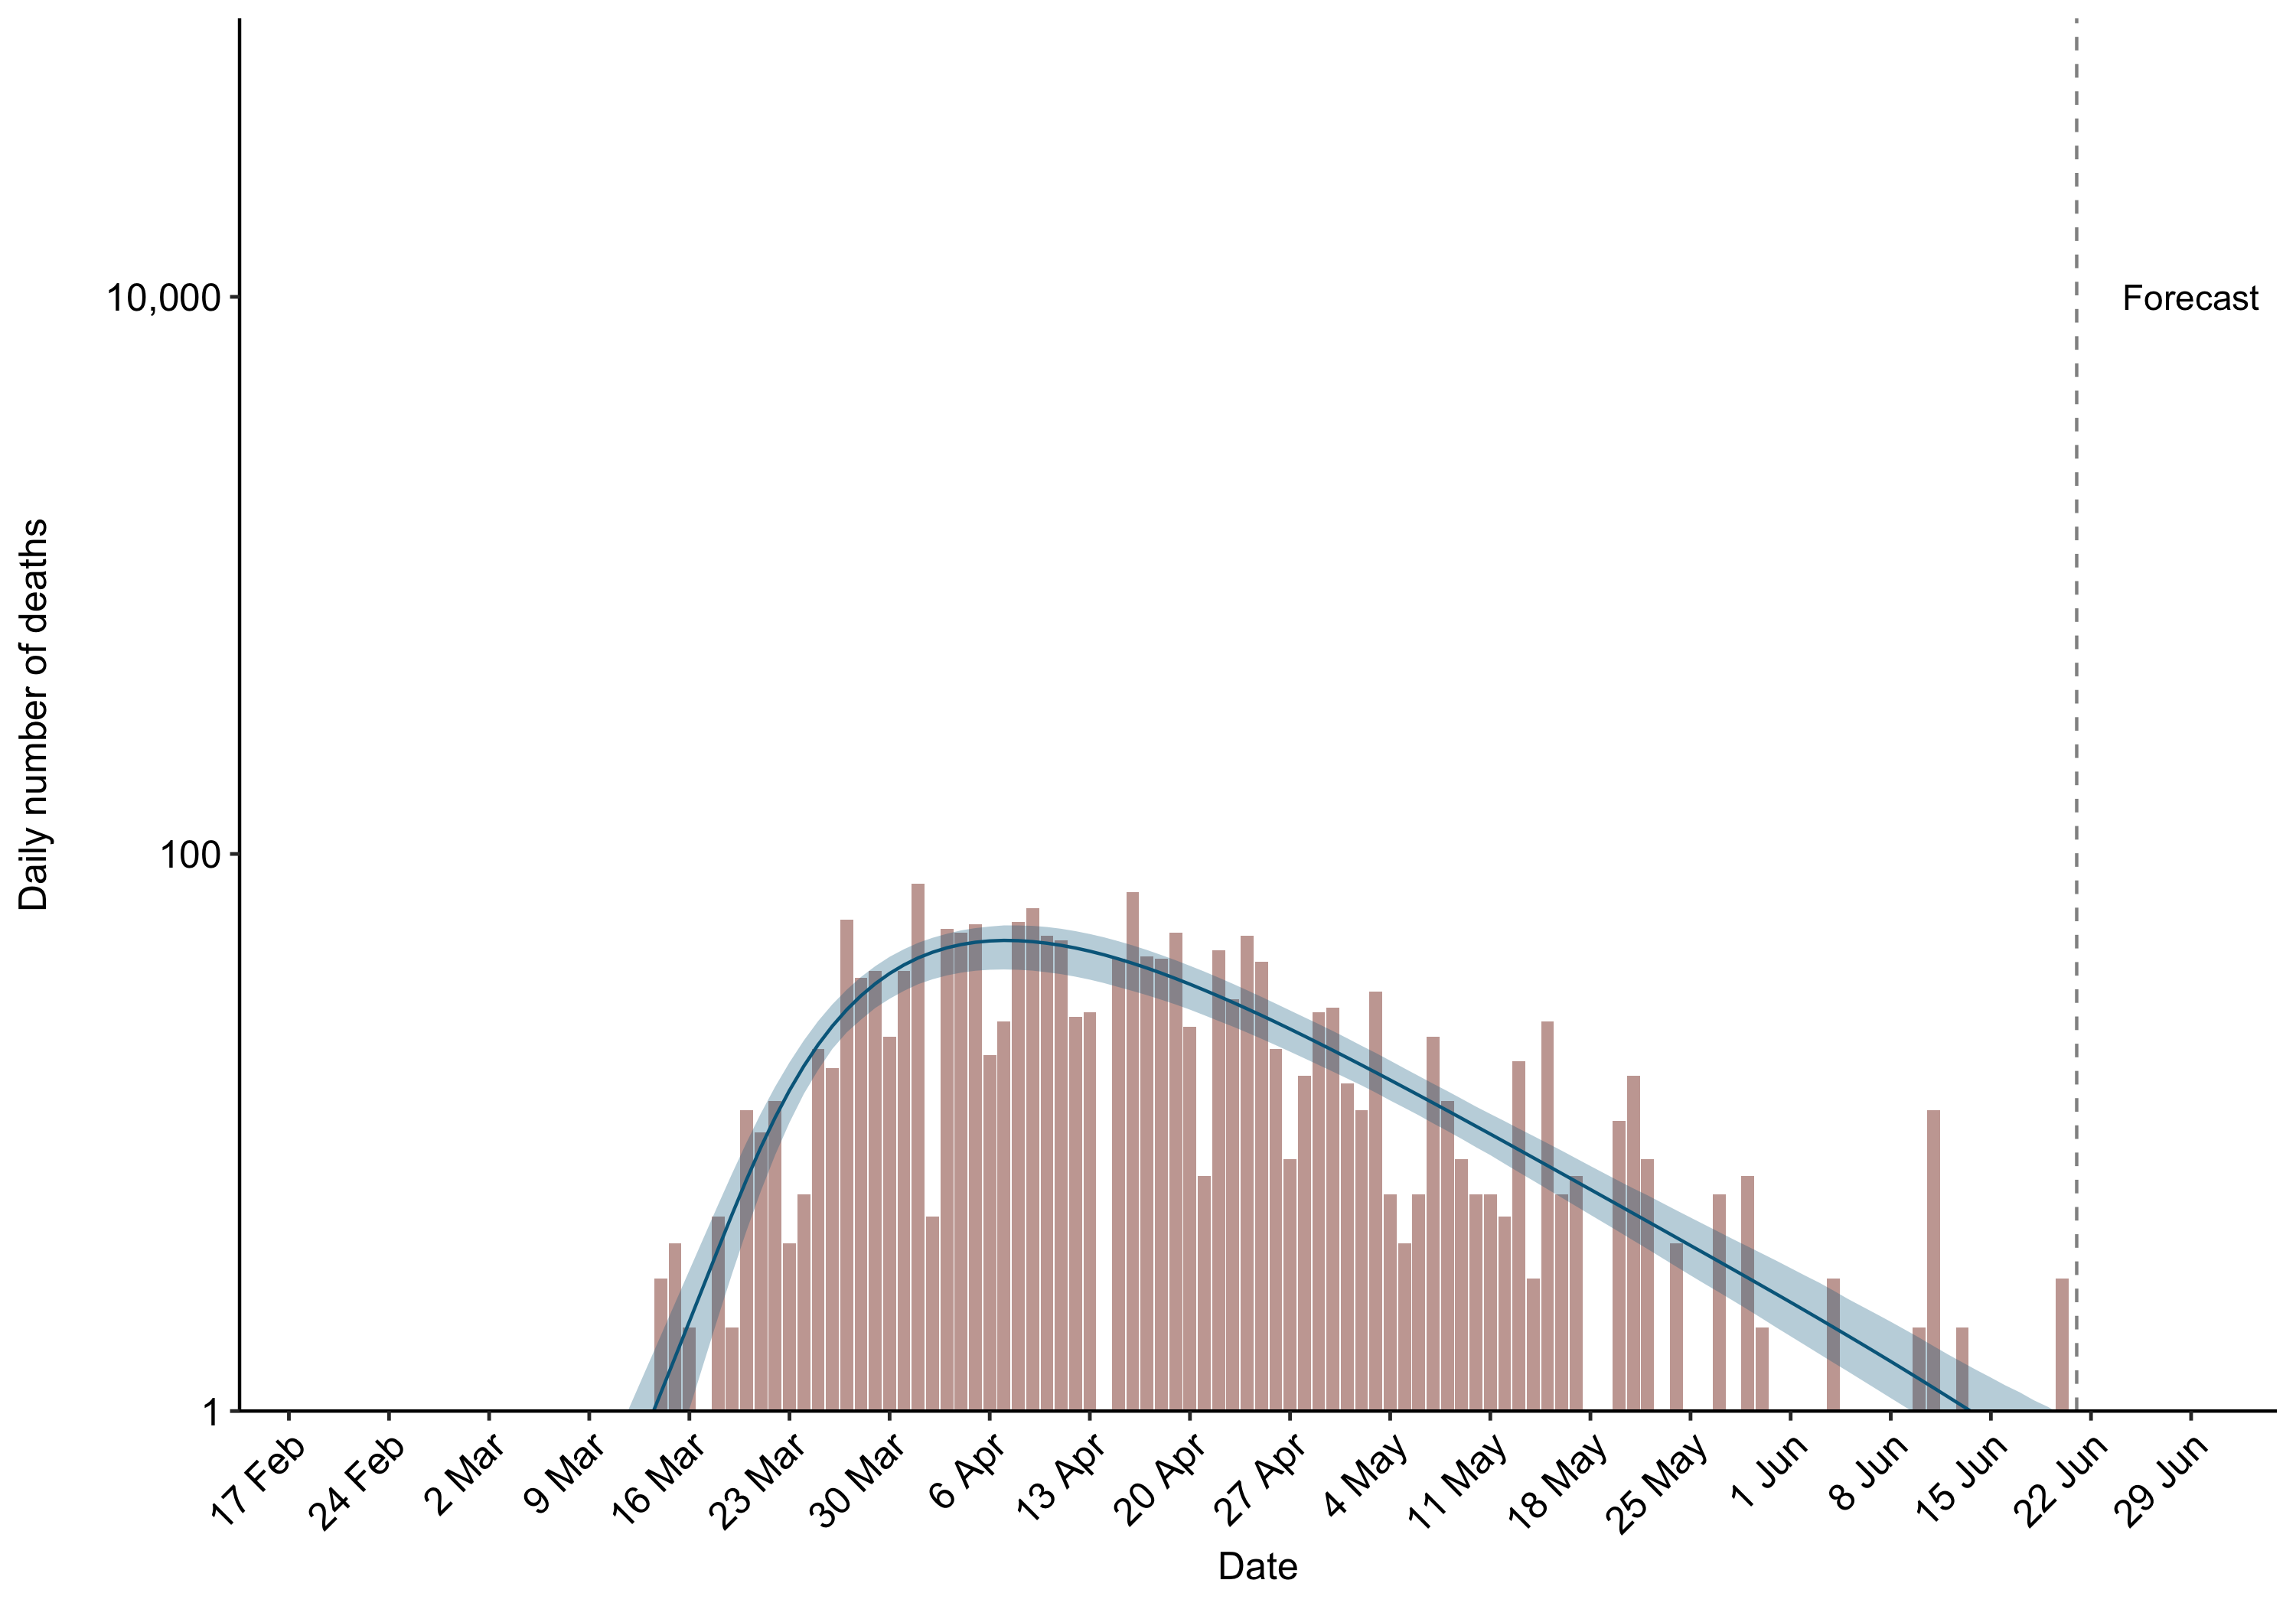 10,000
Forecast
100
1
Daily number of deaths
17 Feb
24 Feb
2 Mar
9 Mar
16 Mar
23 Mar
30 Mar
6 Apr
13 Apr
20 Apr
27 Apr
4 May
11 May
18 May
25 May
1 Jun
8 Jun
15 Jun
22 Jun
29 Jun
Date